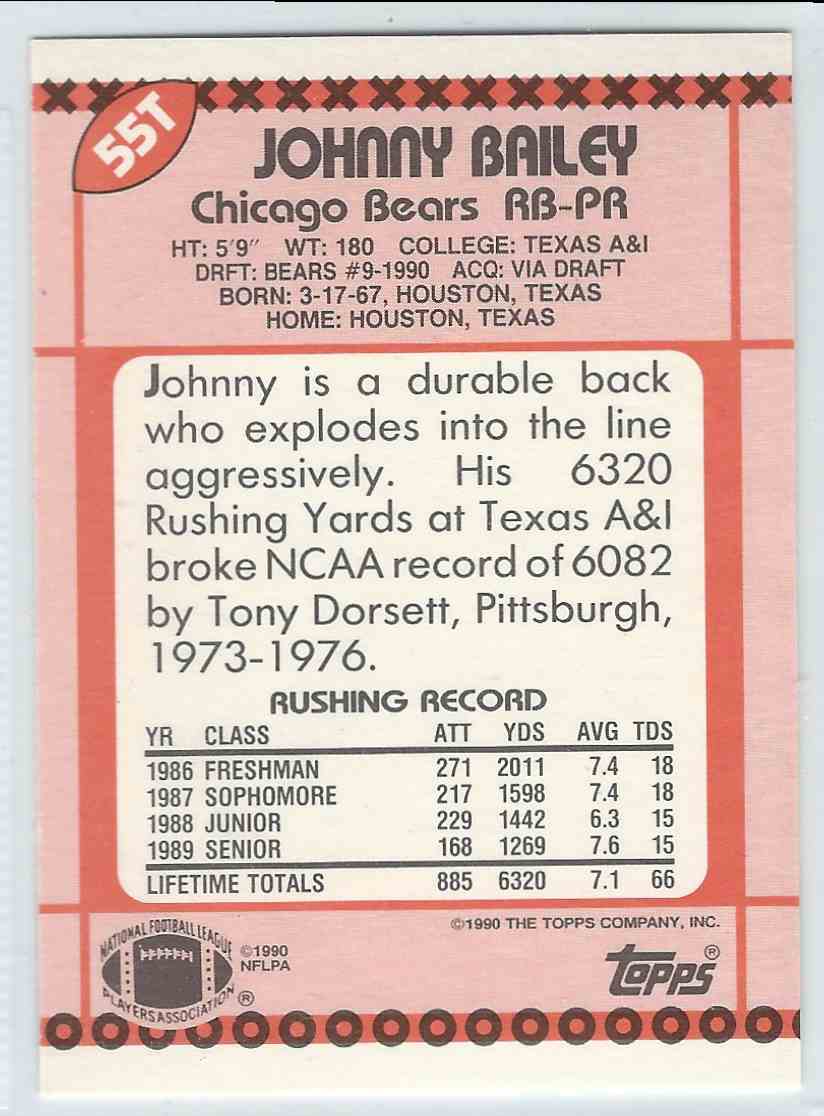 55T
JOHNNY BAILEY
Chicago Bears RB-PR
HT: 5'9" WT: 180 COLLEGE: TEXAS A&I
DRFT: BEARS #9-1990 ACQ: VIA DRAFT
BORN: 3-17-67, HOUSTON, TEXAS
HOME: HOUSTON, TEXAS
Johnny is a durable back
who explodes into the line
aggressively. His 6320
Rushing Yards at Texas A&I
broke NCAA record of 6082
by Tony Dorsett, Pittsburgh,
1973-1976.
RUSHING RECORD
YR CLASS ATT YDS AVG TDS
1986 FRESHMAN 271 2011 7.4 18
1987 SOPHOMORE 217 1598 7.4 18
1988 JUNIOR 229 1442 6.3 15
1989 SENIOR 168 1269 7.6 15
LIFETIME TOTALS 885 6320 7.1 66
©1990 THE TOPPS COMPANY, INC.
NATIONAL FOOTBALL LEAGUE
PLAYERS ASSOCIATION ®
©1990
NFLPA
topps®